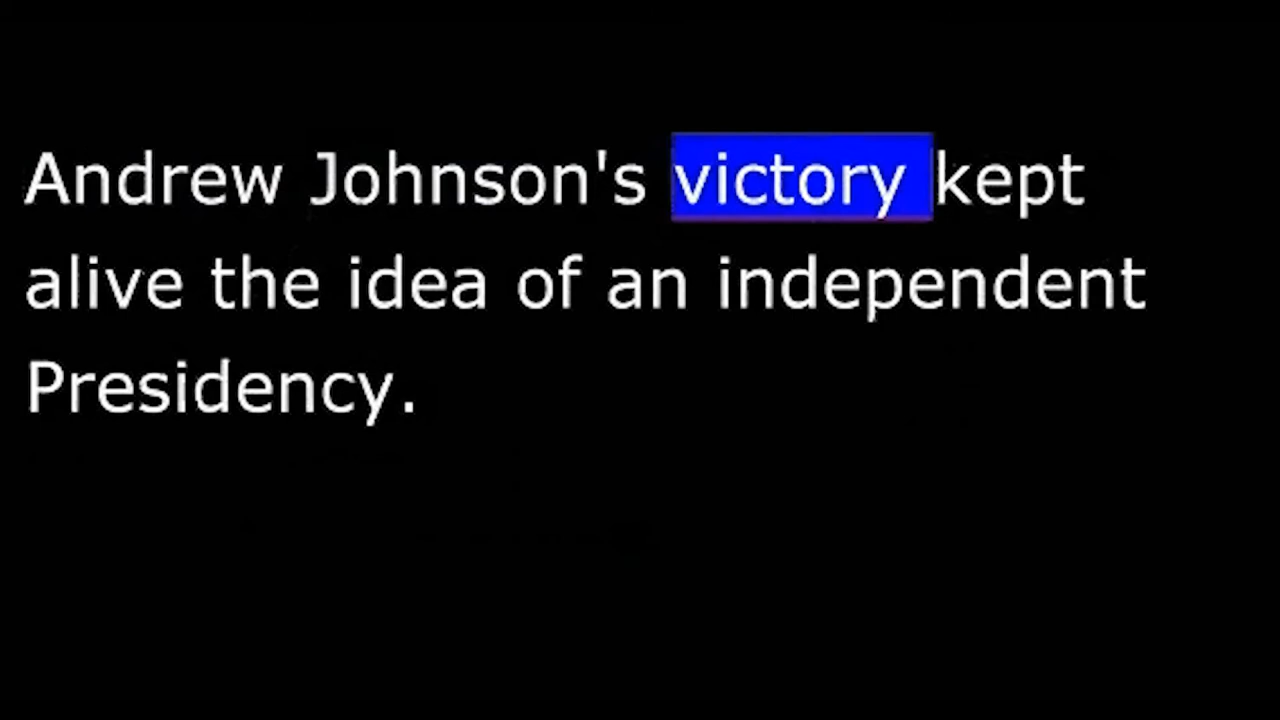 Andrew Johnson's victory kept
alive the idea of an independent
Presidency.